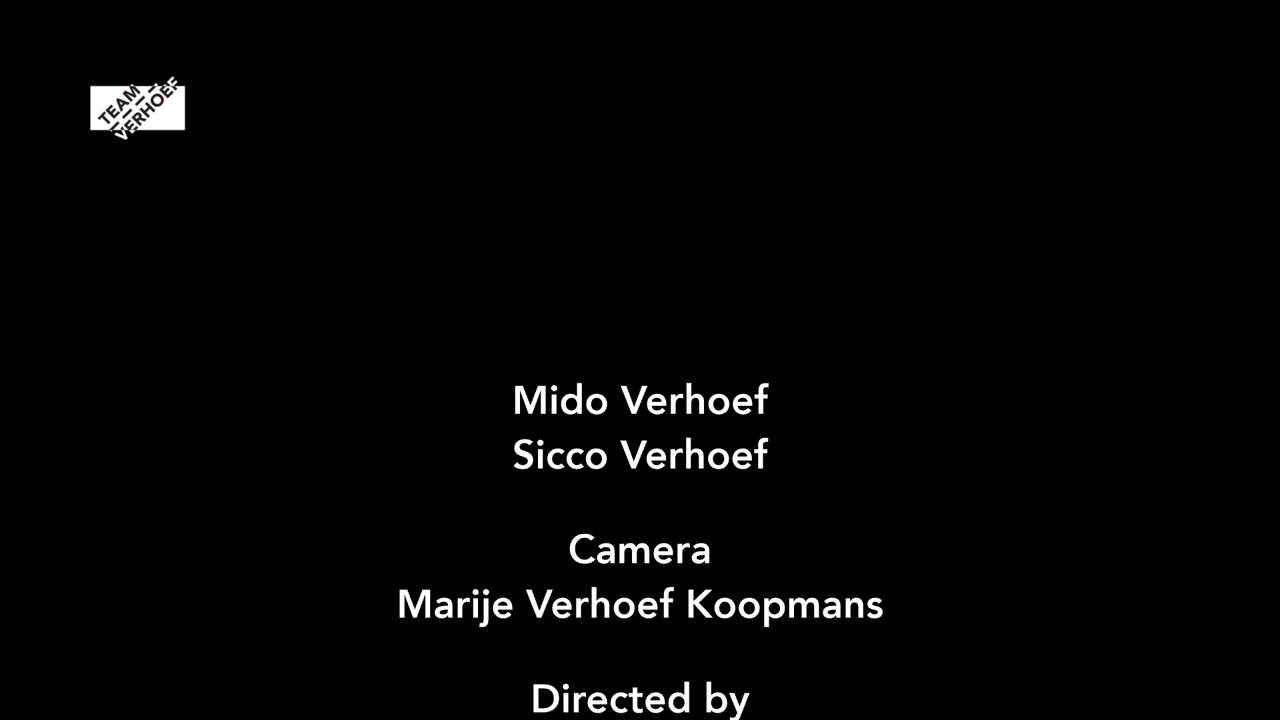 TEAM
VERHOEF
Mido Verhoef
Sicco Verhoef
Camera
Marije Verhoef Koopmans
Directed by